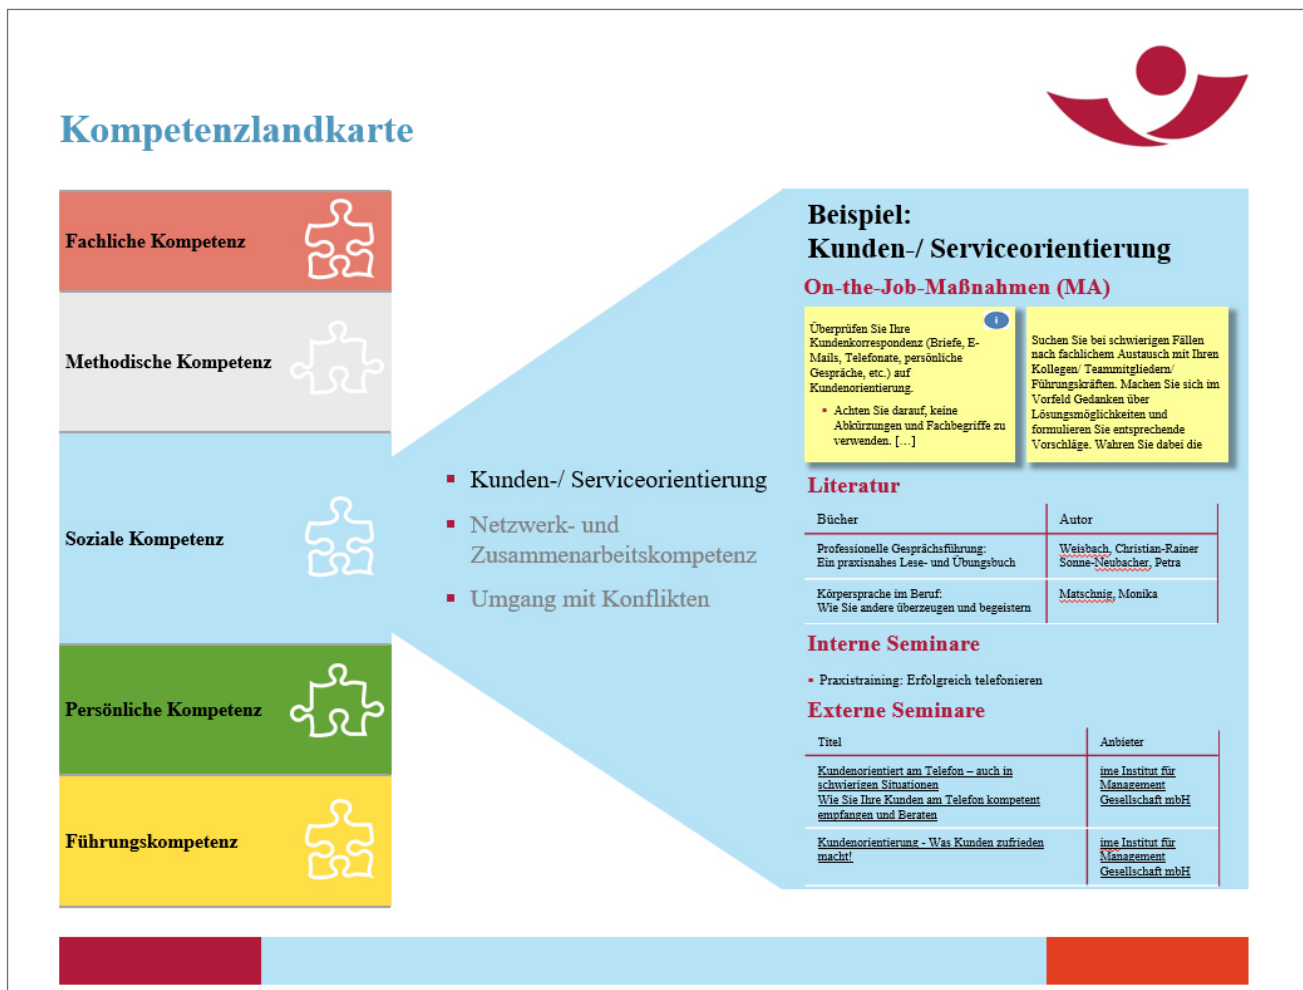 Kompetenzlandkarte
Fachliche Kompetenz
Methodische Kompetenz
Soziale Kompetenz
Persönliche Kompetenz
Führungskompetenz
▪ Kunden-/ Serviceorientierung
▪ Netzwerk- und
Zusammenarbeitskompetenz
▪ Umgang mit Konflikten
Beispiel:
Kunden-/ Serviceorientierung
On-the-Job-Maßnahmen (MA)
i
Überprüfen Sie Ihre
Kundenkorrespondenz (Briefe, E-
Mails, Telefonate, persönliche
Gespräche, etc.) auf
Kundenorientierung.
▪ Achten Sie darauf, keine
Abkürzungen und Fachbegriffe zu
verwenden. […]
Suchen Sie bei schwierigen Fällen
nach fachlichem Austausch mit Ihren
Kollegen/ Teammitgliedern/
Führungskräften. Machen Sie sich im
Vorfeld Gedanken über
Lösungsmöglichkeiten und
formulieren Sie entsprechende
Vorschläge. Wahren Sie dabei die
Literatur
Bücher Autor
Professionelle Gesprächsführung: Weisbach, Christian-Rainer
Ein praxisnahes Lese- und Übungsbuch Sonne-Neubacher, Petra
Körpersprache im Beruf: Matschnig, Monika
Wie Sie andere überzeugen und begeistern
Interne Seminare
▪ Praxistraining: Erfolgreich telefonieren
Externe Seminare
Titel Anbieter
Kundenorientiert am Telefon – auch in ime Institut für
schwierigen Situationen Management
Wie Sie Ihre Kunden am Telefon kompetent Gesellschaft mbH
empfangen und Beraten
Kundenorientierung - Was Kunden zufrieden ime Institut für
macht! Management
Gesellschaft mbH